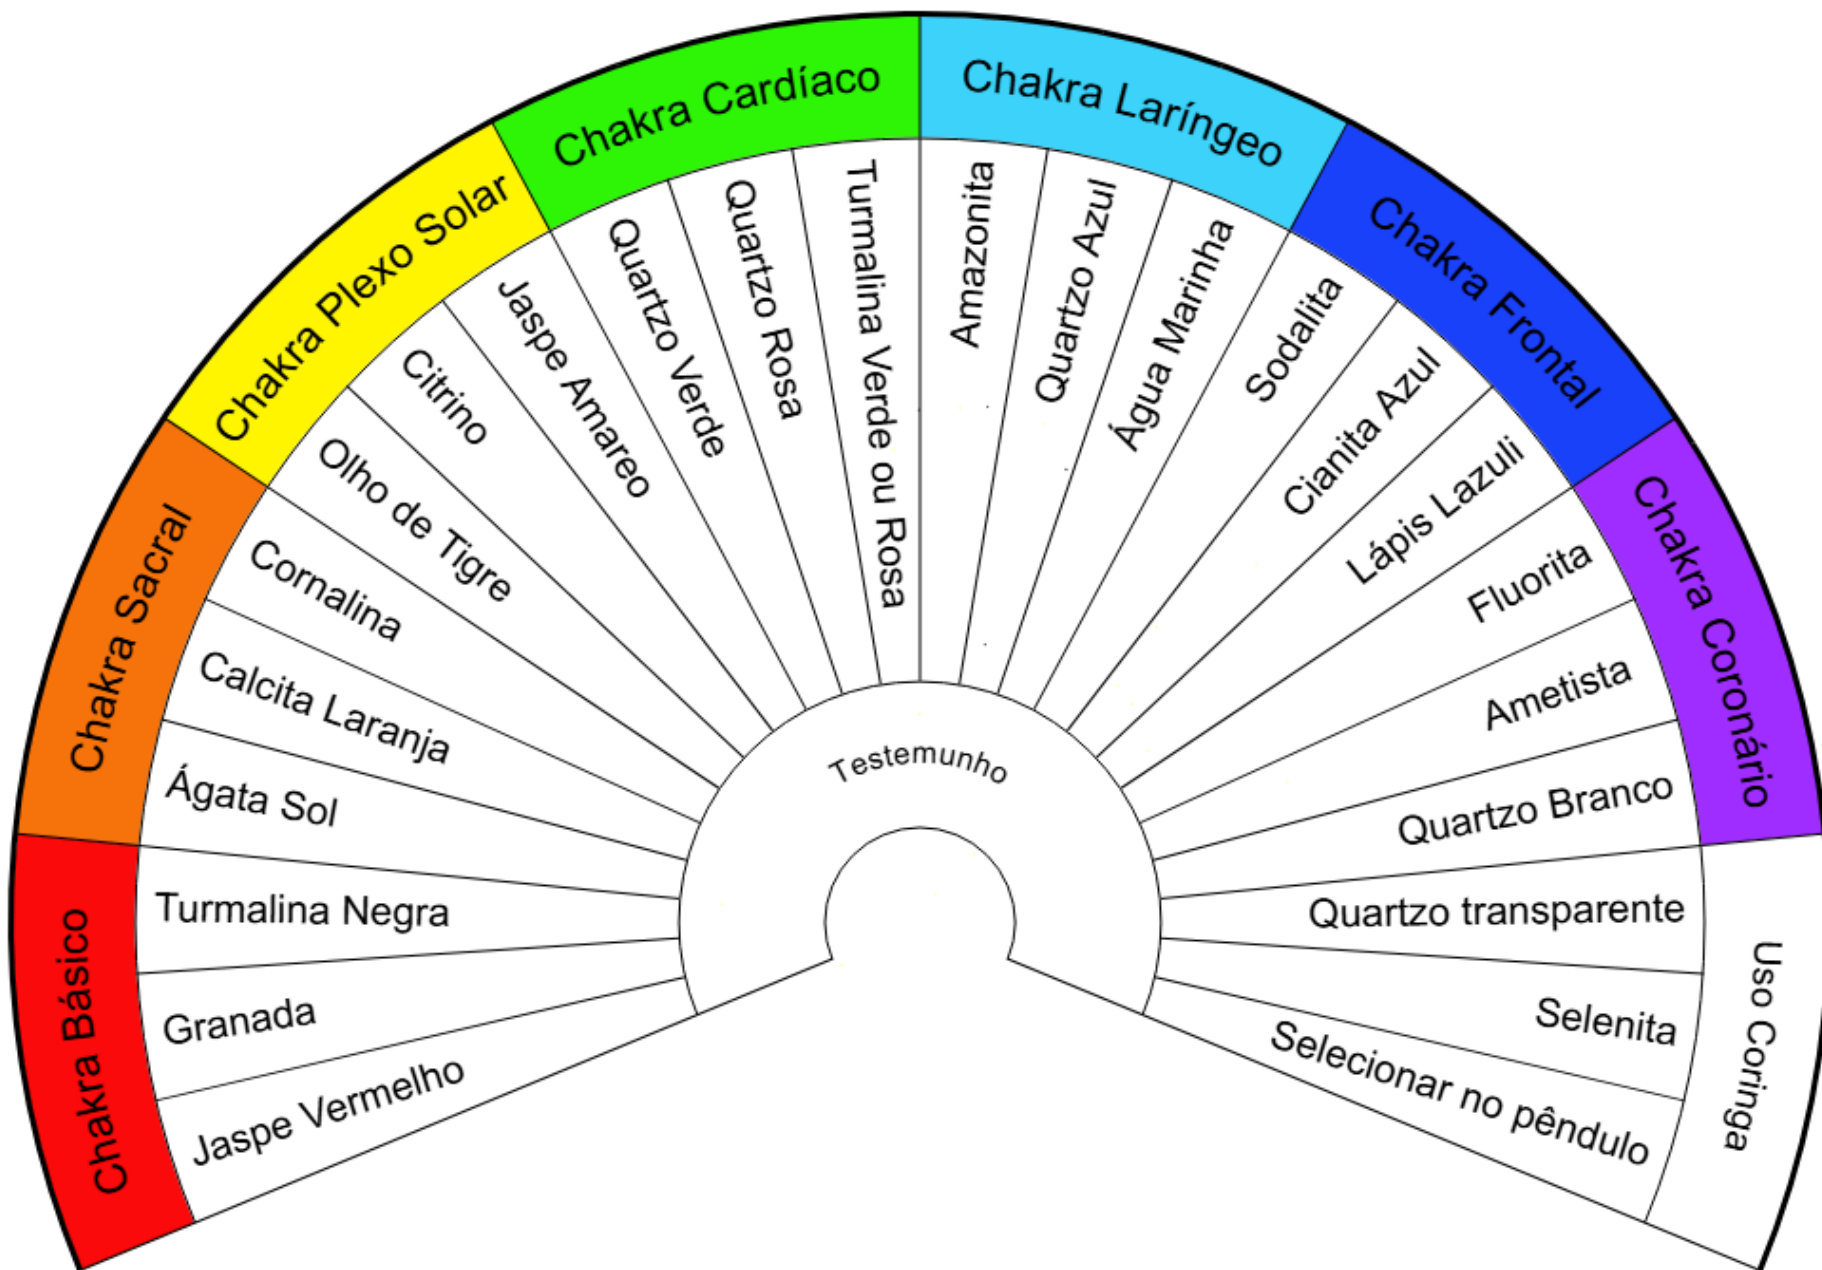 Chakra Básico
Jaspe Vermelho
Granada
Turmalina Negra
Chakra Sacral
Ágata Sol
Calcita Laranja
Cornalina
Chakra Plexo Solar
Olho de Tigre
Citrino
Jaspe Amareo
Chakra Cardíaco
Quartzo Verde
Quartzo Rosa
Turmalina Verde ou Rosa
Chakra Laríngeo
Amazonita
Quartzo Azul
Água Marinha
Chakra Frontal
Sodalita
Cianita Azul
Lápis Lazuli
Chakra Coronário
Fluorita
Ametista
Quartzo Branco
Uso Coringa
Quartzo transparente
Selenita
Selecionar no pêndulo
Testemunho